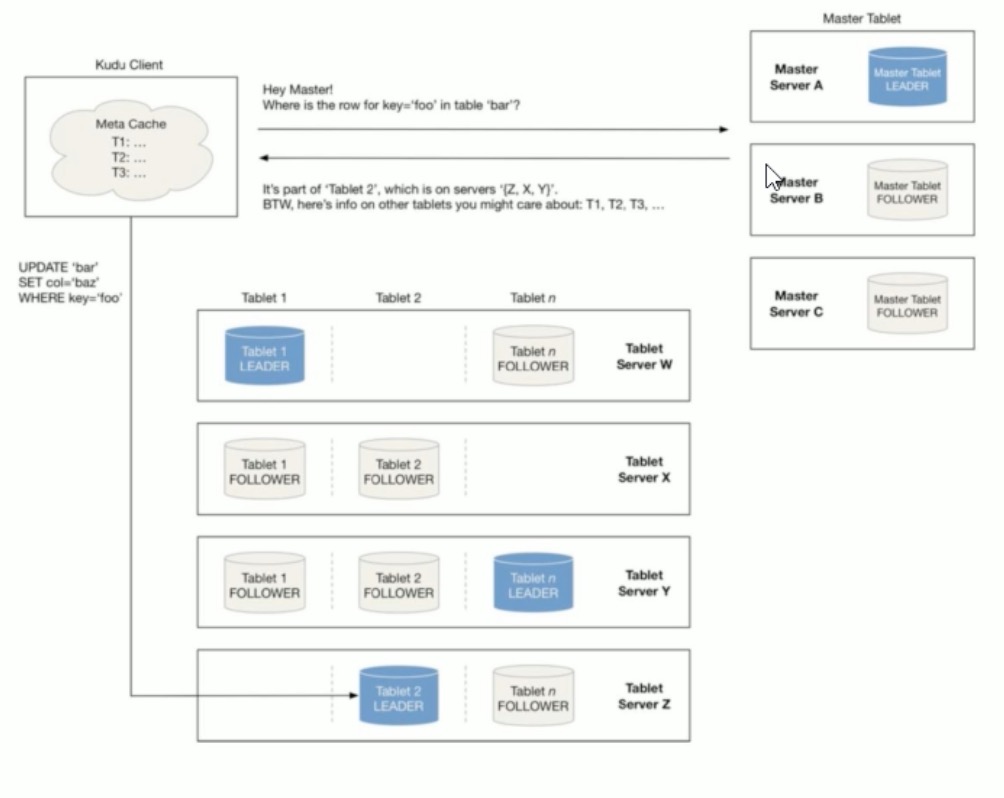 Master Tablet
Kudu Client
Meta Cache
T1: ...
T2: ...
T3: ...
Hey Master!
Where is the row for key=‘foo’ in table ‘bar’?
It’s part of ‘Tablet 2’, which is on servers ‘{Z, X, Y}’.
BTW, here’s info on other tablets you might care about: T1, T2, T3, ...
Master
Server A
Master Tablet
LEADER
Master
Server B
Master Tablet
FOLLOWER
Master
Server C
Master Tablet
FOLLOWER
UPDATE ‘bar’
SET col=‘baz’
WHERE key=‘foo’
Tablet 1
Tablet 2
Tablet n
Tablet 1
LEADER
Tablet n
FOLLOWER
Tablet
Server W
Tablet 1
FOLLOWER
Tablet 2
FOLLOWER
Tablet
Server X
Tablet 1
FOLLOWER
Tablet 2
FOLLOWER
Tablet n
LEADER
Tablet
Server Y
Tablet 2
LEADER
Tablet n
FOLLOWER
Tablet
Server Z